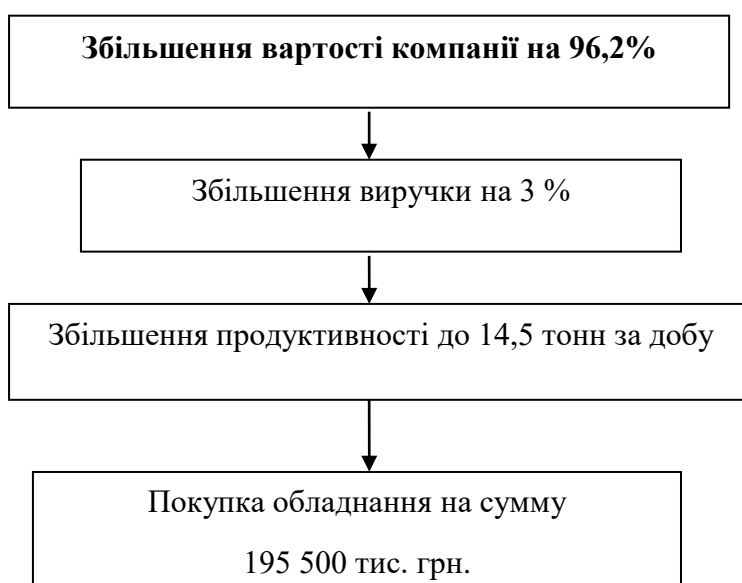 Збільшення вартості компанії на 96,2%
Збільшення виручки на 3 %
Збільшення продуктивності до 14,5 тонн за добу
Покупка обладнання на сумму
195 500 тис. грн.